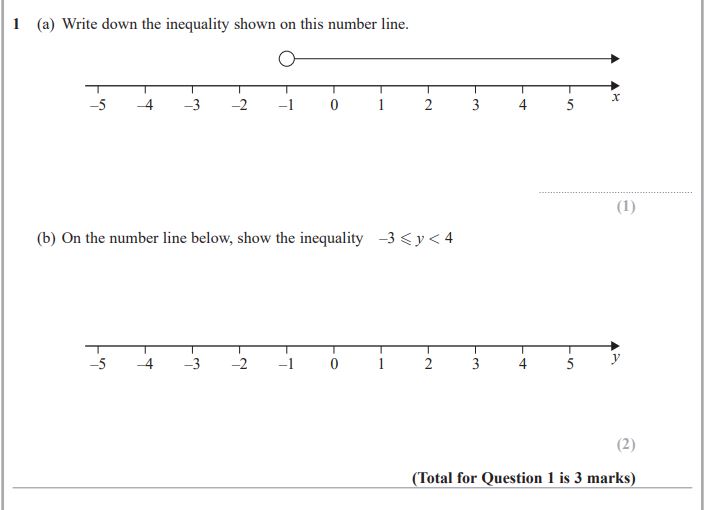 1 (a) Write down the inequality shown on this number line.
–5 –4 –3 –2 –1 0 1 2 3 4 5 x
(1)
(b) On the number line below, show the inequality –3 ⩽ y < 4
–5 –4 –3 –2 –1 0 1 2 3 4 5 y
(2)
(Total for Question 1 is 3 marks)